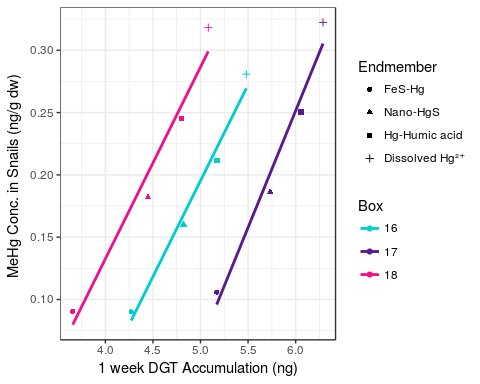 MeHg Conc. in Snails (ng/g dw)
0.30
0.25
0.20
0.15
0.10
4.0 4.5 5.0 5.5 6.0
1 week DGT Accumulation (ng)
Endmember
FeS-Hg
Nano-HgS
Hg-Humic acid
Dissolved Hg²⁺
Box
16
17
18